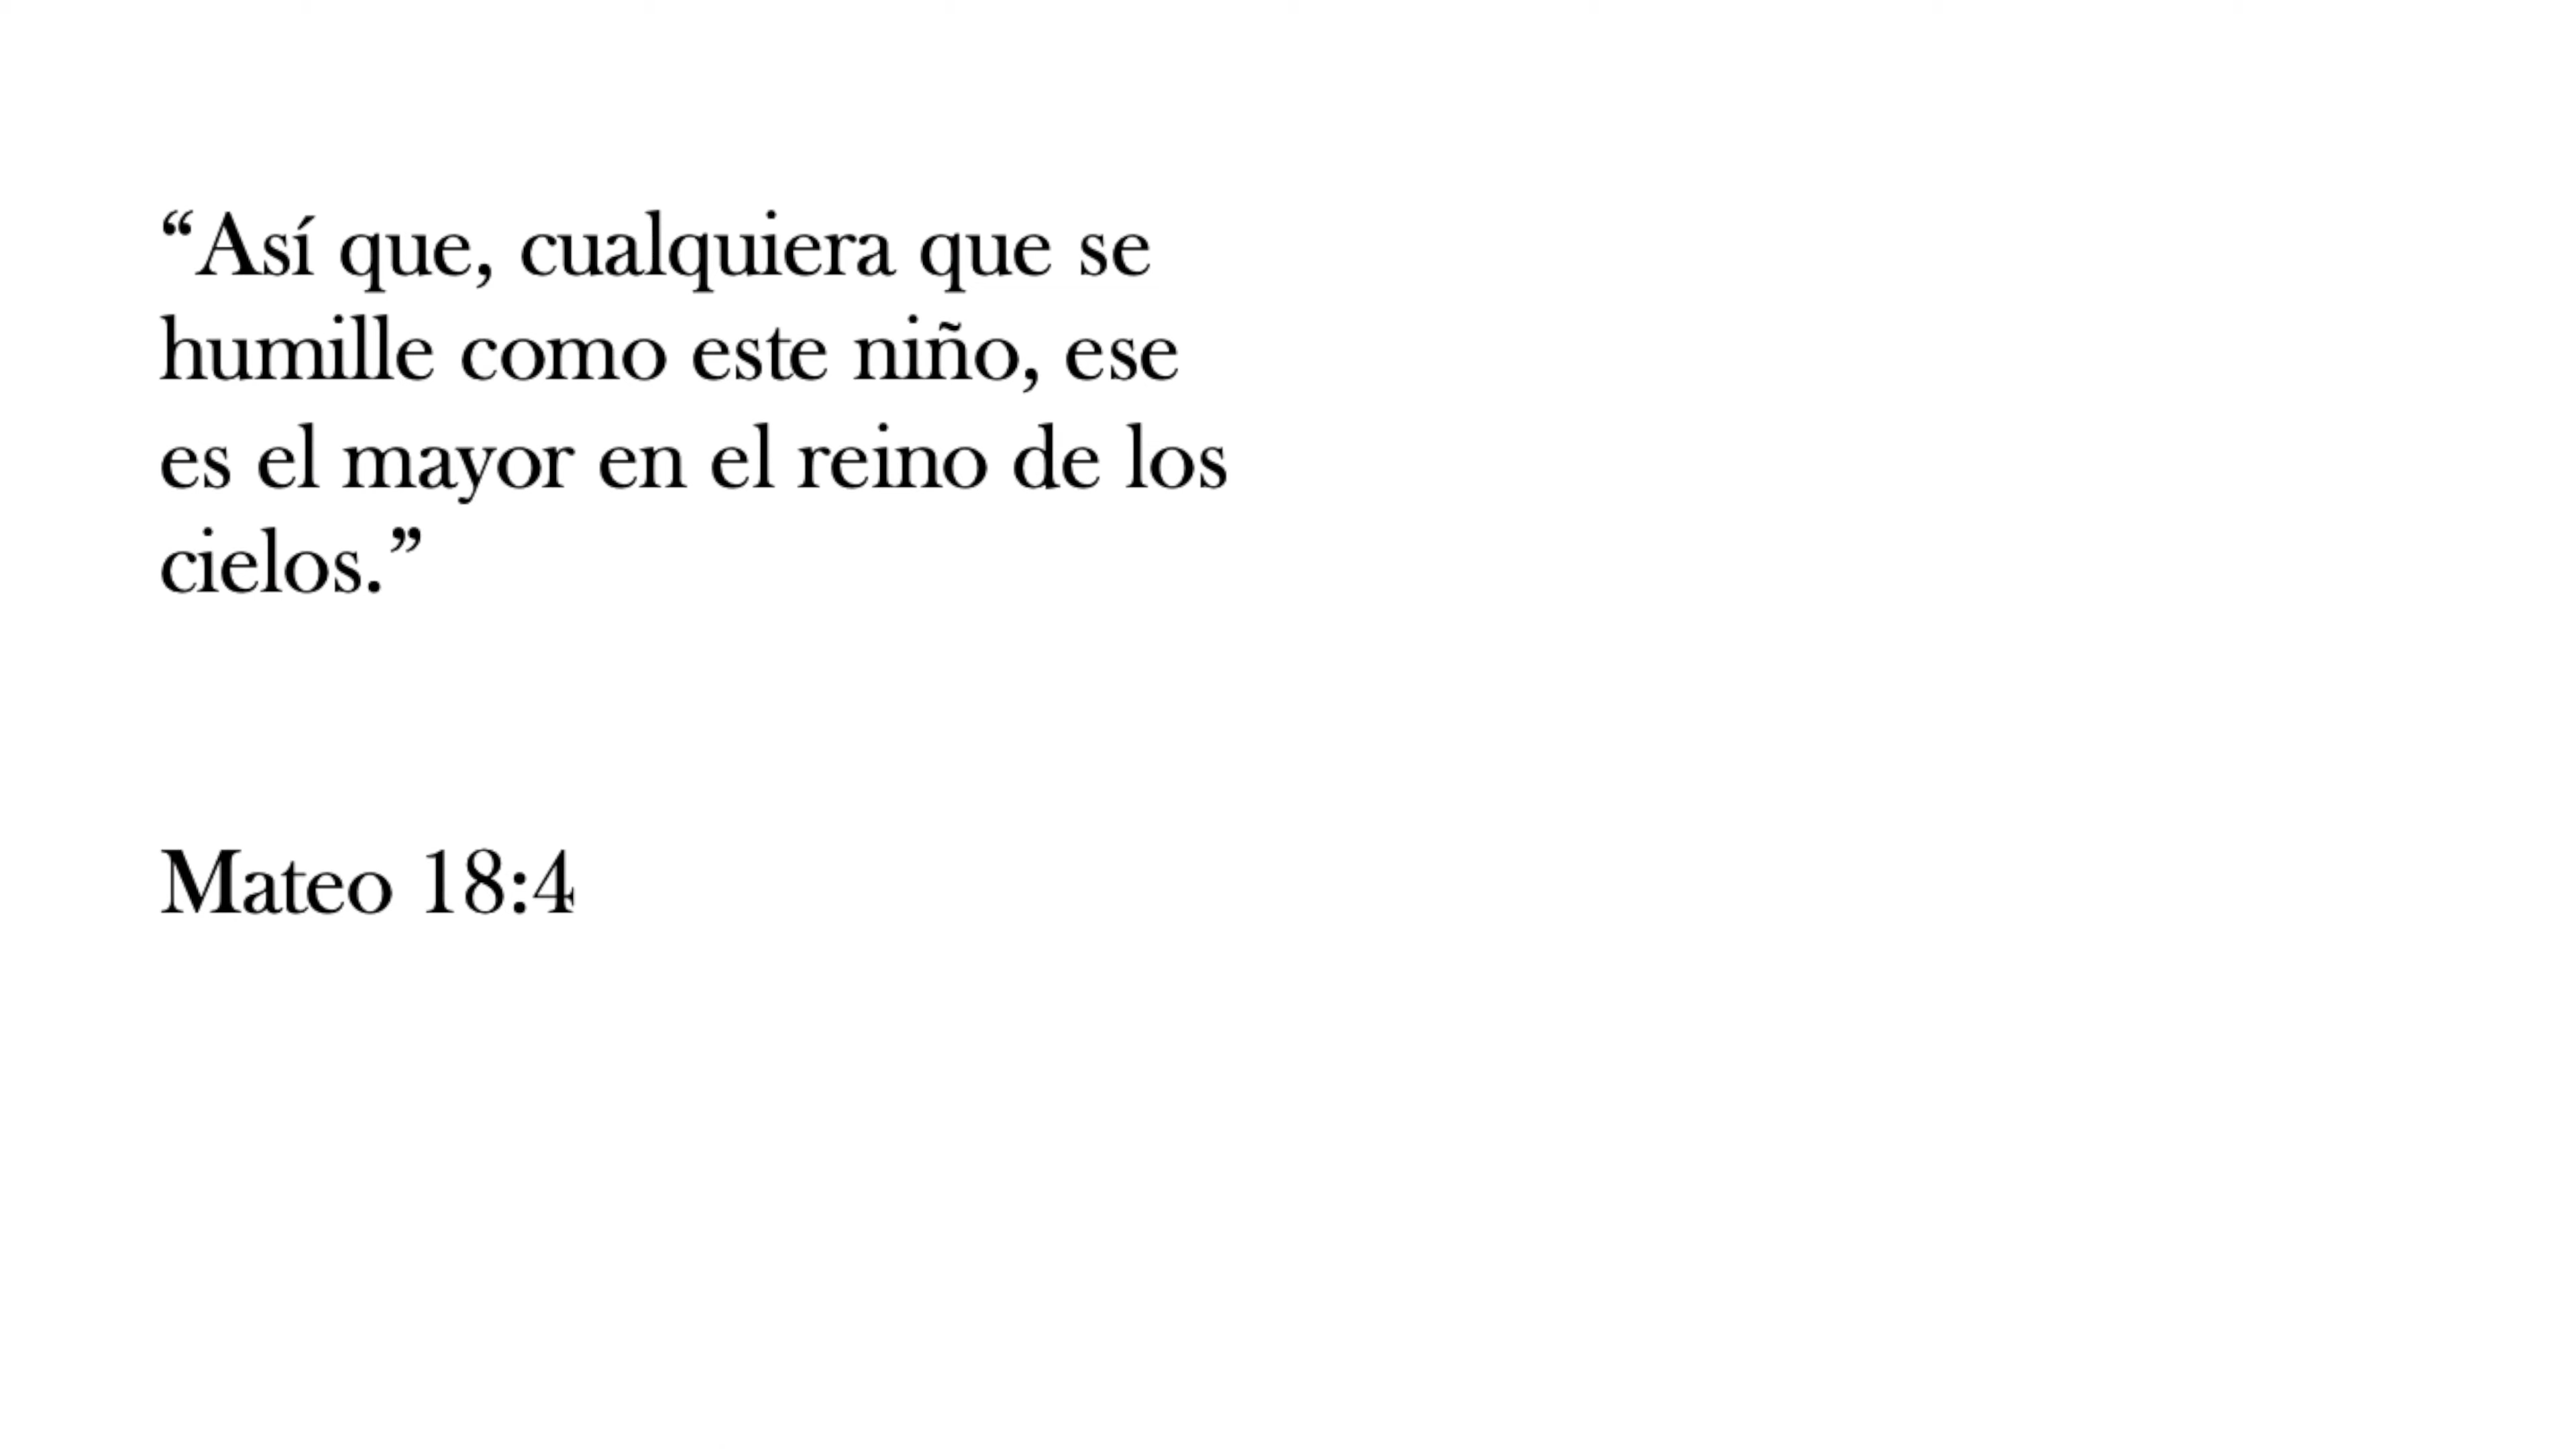 “Así que, cualquiera que se
humille como este niño, ese
es el mayor en el reino de los
cielos.”
Mateo 18:4